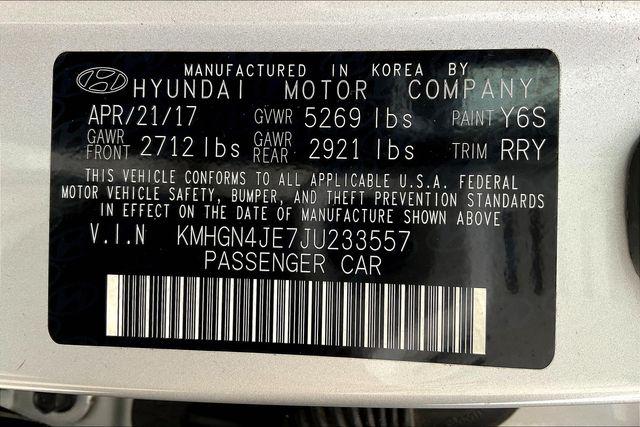 MANUFACTURED IN KOREA BY
HYUNDAI MOTOR COMPANY
APR/21/17 GVWR 5269 lbs PAINT Y6S
GAWR FRONT 2712 lbs GAWR REAR 2921 lbs TRIM RRY
THIS VEHICLE CONFORMS TO ALL APPLICABLE U.S.A. FEDERAL
MOTOR VEHICLE SAFETY, BUMPER, AND THEFT PREVENTION STANDARDS
IN EFFECT ON THE DATE OF MANUFACTURE SHOWN ABOVE
V.I.N KMHGN4JE7JU233557
PASSENGER CAR